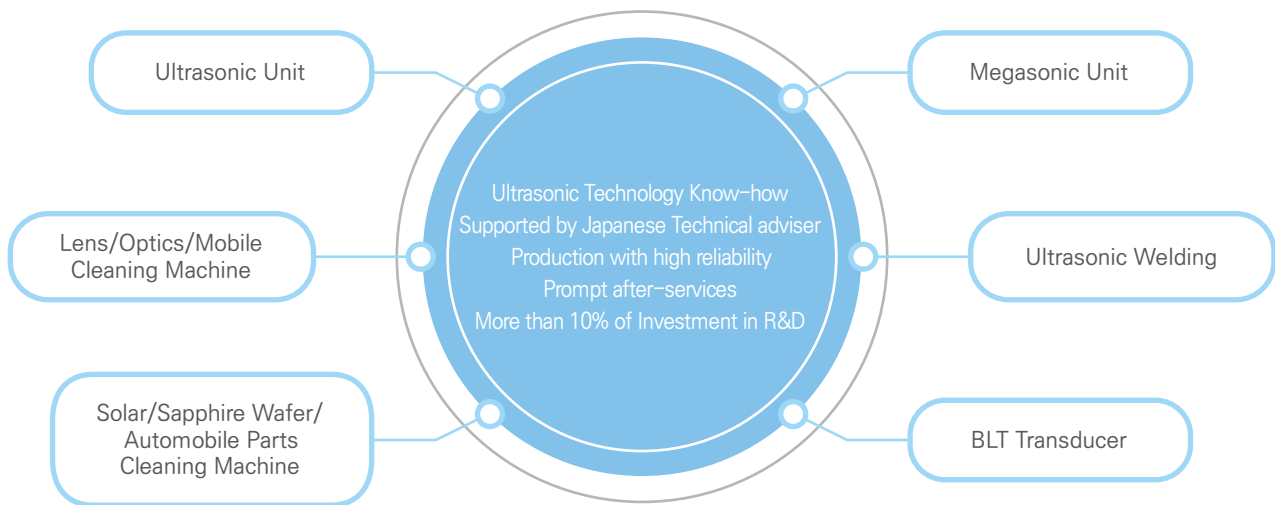 Ultrasonic Unit
Megasonic Unit
Ultrasonic Technology Know-how
Supported by Japanese Technical adviser
Production with high reliability
Prompt after-services
More than 10% of Investment in R&D
Lens/Optics/Mobile
Cleaning Machine
Ultrasonic Welding
Solar/Sapphire Wafer/
Automobile Parts
Cleaning Machine
BLT Transducer